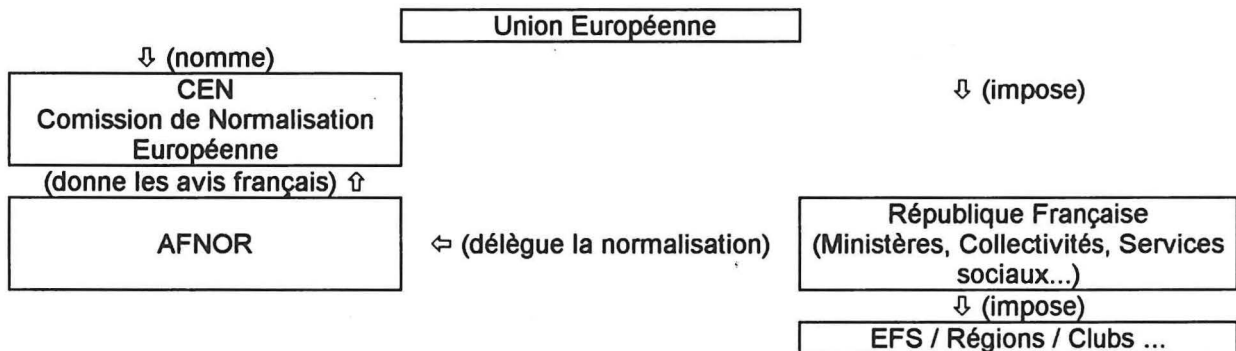 Union Européenne
⇩ (nomme)
CEN
Comission de Normalisation
Européenne
⇩ (impose)
(donne les avis français) ⇧
AFNOR
⇦ (délègue la normalisation)
République Française
(Ministères, Collectivités, Services
sociaux...)
⇩ (impose)
EFS / Régions / Clubs ...